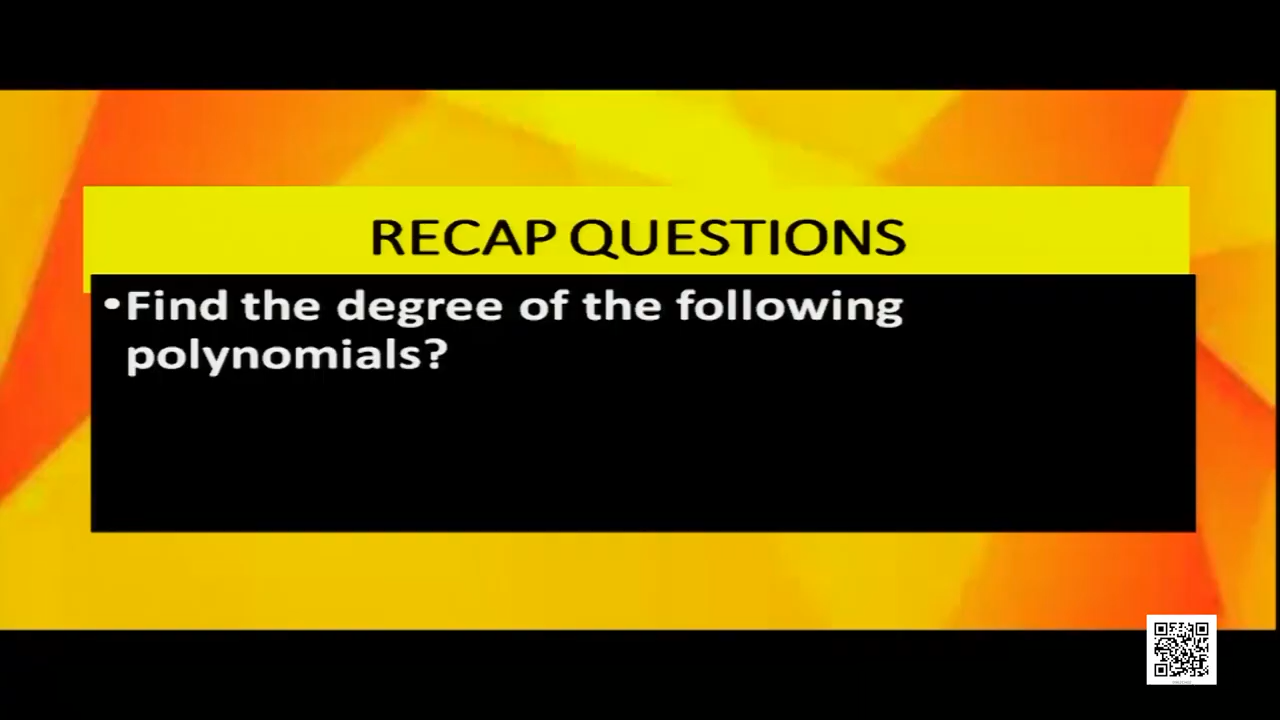 RECAP QUESTIONS
•Find the degree of the following
polynomials?